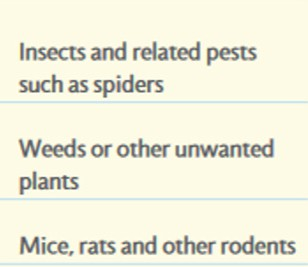 Insects and related pests
such as spiders
Weeds or other unwanted
plants
Mice, rats and other rodents